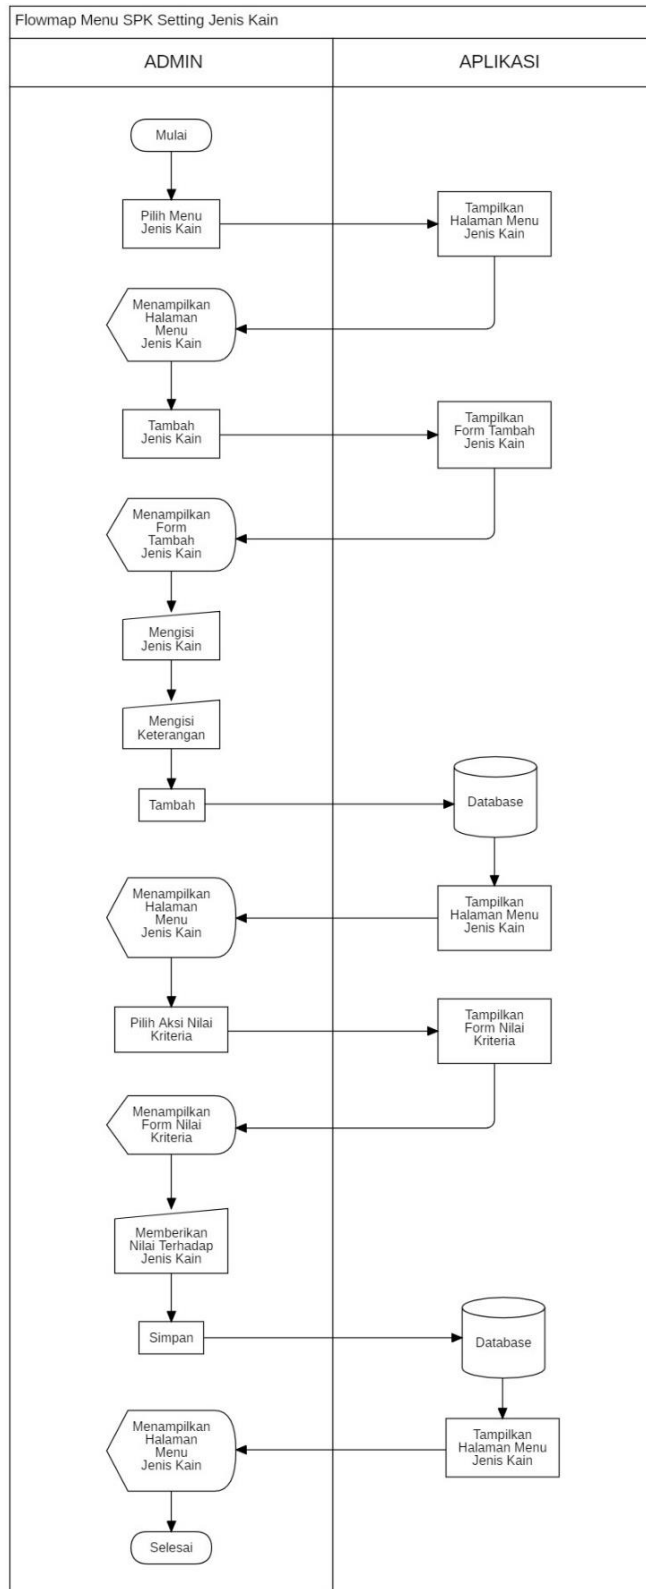 Flowmap Menu SPK Setting Jenis Kain
ADMIN
APLIKASI
Mulai
Pilih Menu
Jenis Kain
Tampilkan
Halaman Menu
Jenis Kain
Menampilkan
Halaman
Menu
Jenis Kain
Tambah
Jenis Kain
Tampilkan
Form Tambah
Jenis Kain
Menampilkan
Form
Tambah
Jenis Kain
Mengisi
Jenis Kain
Mengisi
Keterangan
Tambah
Database
Tampilkan
Halaman Menu
Jenis Kain
Menampilkan
Halaman
Menu
Jenis Kain
Pilih Aksi Nilai
Kriteria
Tampilkan
Form Nilai
Kriteria
Menampilkan
Form Nilai
Kriteria
Memberikan
Nilai Terhadap
Jenis Kain
Simpan
Database
Tampilkan
Halaman Menu
Jenis Kain
Menampilkan
Halaman
Menu
Jenis Kain
Selesai